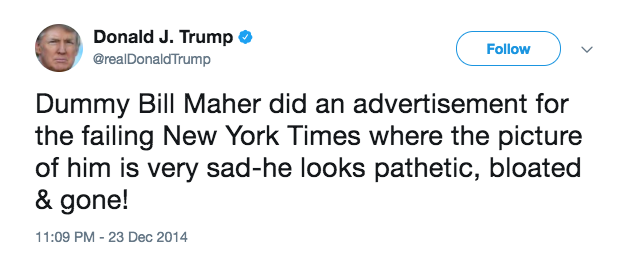 Donald J. Trump
@realDonaldTrump
Follow
Dummy Bill Maher did an advertisement for
the failing New York Times where the picture
of him is very sad-he looks pathetic, bloated
& gone!
11:09 PM - 23 Dec 2014